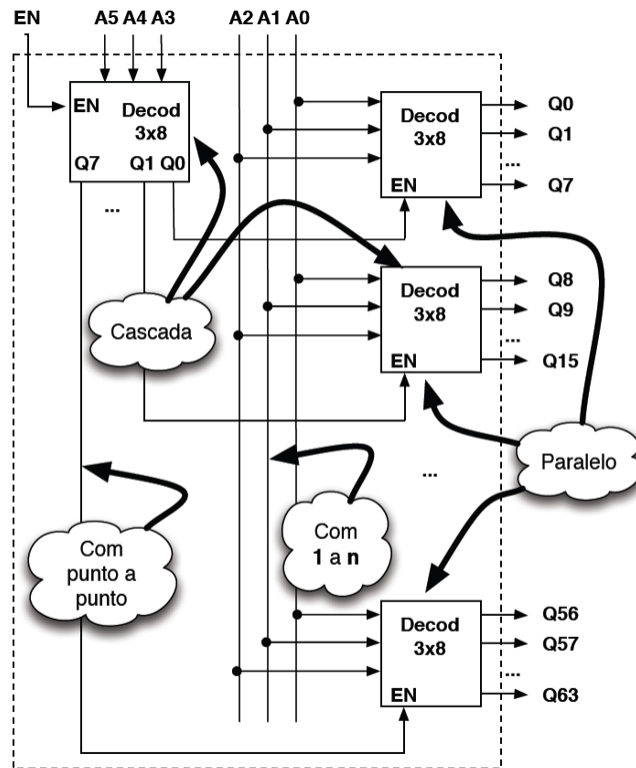 EN A5 A4 A3 A2 A1 A0
EN Decod
3x8
Q7 Q1 Q0
...
Decod
3x8
EN
Q0
Q1
...
Q7
Cascada
Decod
3x8
EN
Q8
Q9
...
Q15
Paralelo
...
Com
punto a
punto
Com
1 a n
Decod
3x8
EN
Q56
Q57
...
Q63